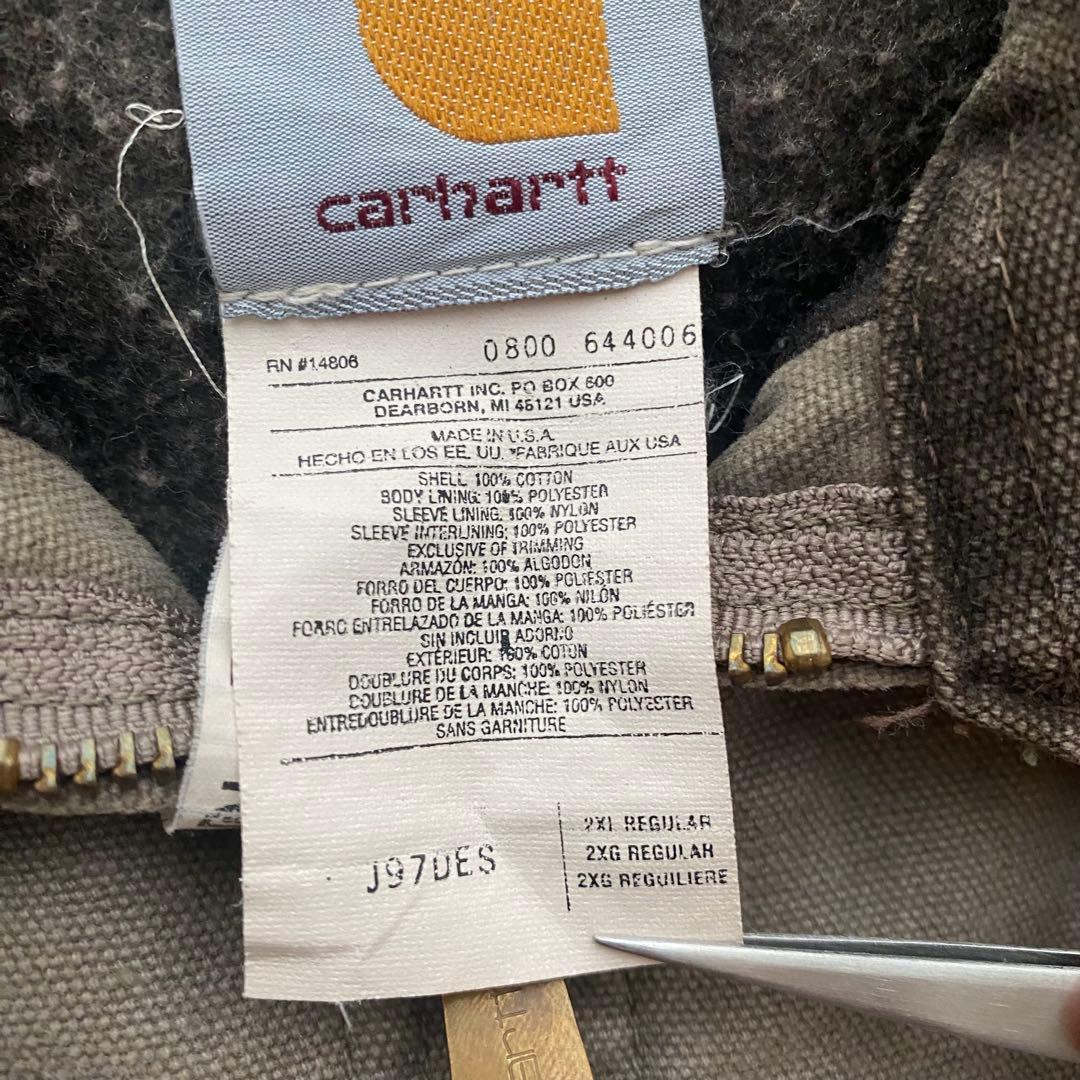 carhartt
RN #14806 0800 644006
CARHARTT INC. PO BOX 600
DEARBORN, MI 48121 USA
MADE IN U.S.A.
HECHO EN LOS EE. UU. *FABRIQUE AUX USA
SHELL 100% COTTON
BODY LINING: 100% POLYESTER
SLEEVE LINING: 100% NYLON
SLEEVE INTERLINING; 100% POLYESTER
EXCLUSIVE OF TRIMMING
ARMAZÓN: 100% ALGODON
FORRO DEL CUERPO: 100% POLIÉSTER
FORRO DE LA MANGA: 100% NILÓN
FORRO ENTRELAZADO DE LA MANGA: 100% POLIÉSTER
SIN INCLUIR ADORNO
EXTÉRIEUR: 100% COTON
DOUBLURE DU CORPS: 100% POLYESTER
DOUBLURE DE LA MANCHE: 100% NYLON
ENTREDOUBLURE DE LA MANCHE: 100% POLYESTER
SANS GARNITURE
J97DES
2XL REGULAR
2XG REGULAR
2XG REGUILIERE